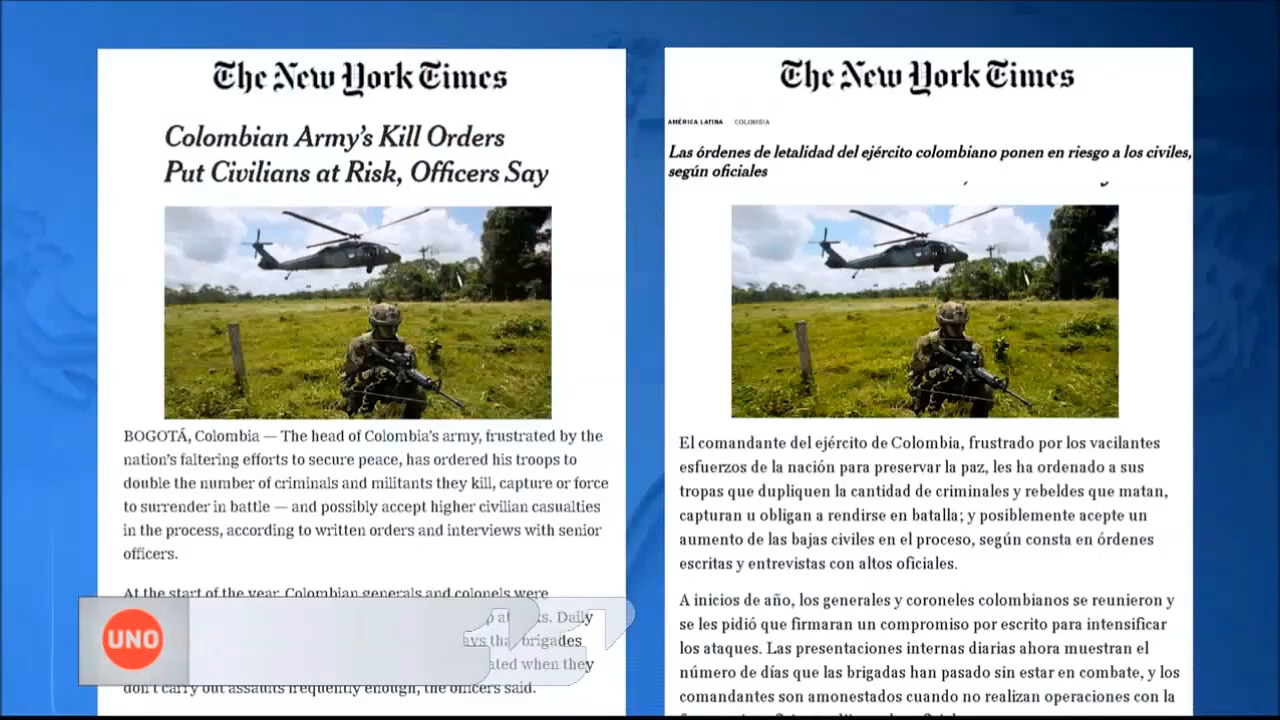 The New York Times
Colombian Army's Kill Orders
Put Civilians at Risk, Officers Say
BOGOTÁ, Colombia — The head of Colombia's army, frustrated by the
nation's faltering efforts to secure peace, has ordered his troops to
double the number of criminals and militants they kill, capture or force
to surrender in battle — and possibly accept higher civilian casualties
in the process, according to written orders and interviews with senior
officers.
At the start of the year, Colombian generals and colonels were
Daily
brigades
when they
don't carry out assaults frequently enough, the officers said.
The New York Times
AMÉRICA LATINA COLOMBIA
Las órdenes de letalidad del ejército colombiano ponen en riesgo a los civiles,
según oficiales
El comandante del ejército de Colombia, frustrado por los vacilantes
esfuerzos de la nación para preservar la paz, les ha ordenado a sus
tropas que dupliquen la cantidad de criminales y rebeldes que matan,
capturan u obligan a rendirse en batalla; y posiblemente acepte un
aumento de las bajas civiles en el proceso, según consta en órdenes
escritas y entrevistas con altos oficiales.
A inicios de año, los generales y coroneles colombianos se reunieron y
se les pidió que firmaran un compromiso por escrito para intensificar
los ataques. Las presentaciones internas diarias ahora muestran el
número de días que las brigadas han pasado sin estar en combate, y los
comandantes son amonestados cuando no realizan operaciones con la
UNO